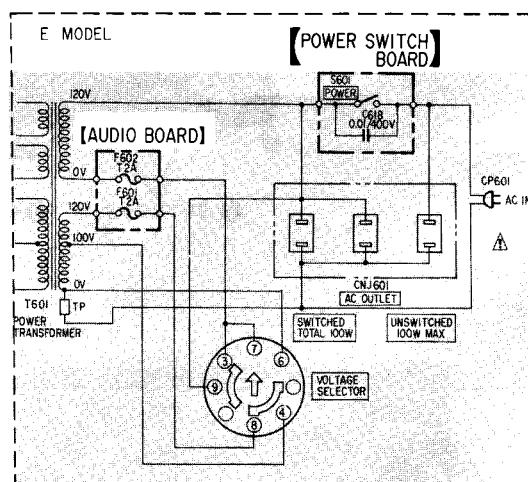 E MODEL
【POWER SWITCH
BOARD】
S601
POWER
C618
0.01/400V
120V
【AUDIO BOARD】
F602
T2A
0V
F601
T2A
120V
100V
0V
CP601
AC IN
T601
TP
POWER
TRANSFORMER
CNJ601
AC OUTLET
SWITCHED
TOTAL 100W
UNSWITCHED
100W MAX
VOLTAGE
SELECTOR
3
7
6
9
4
8